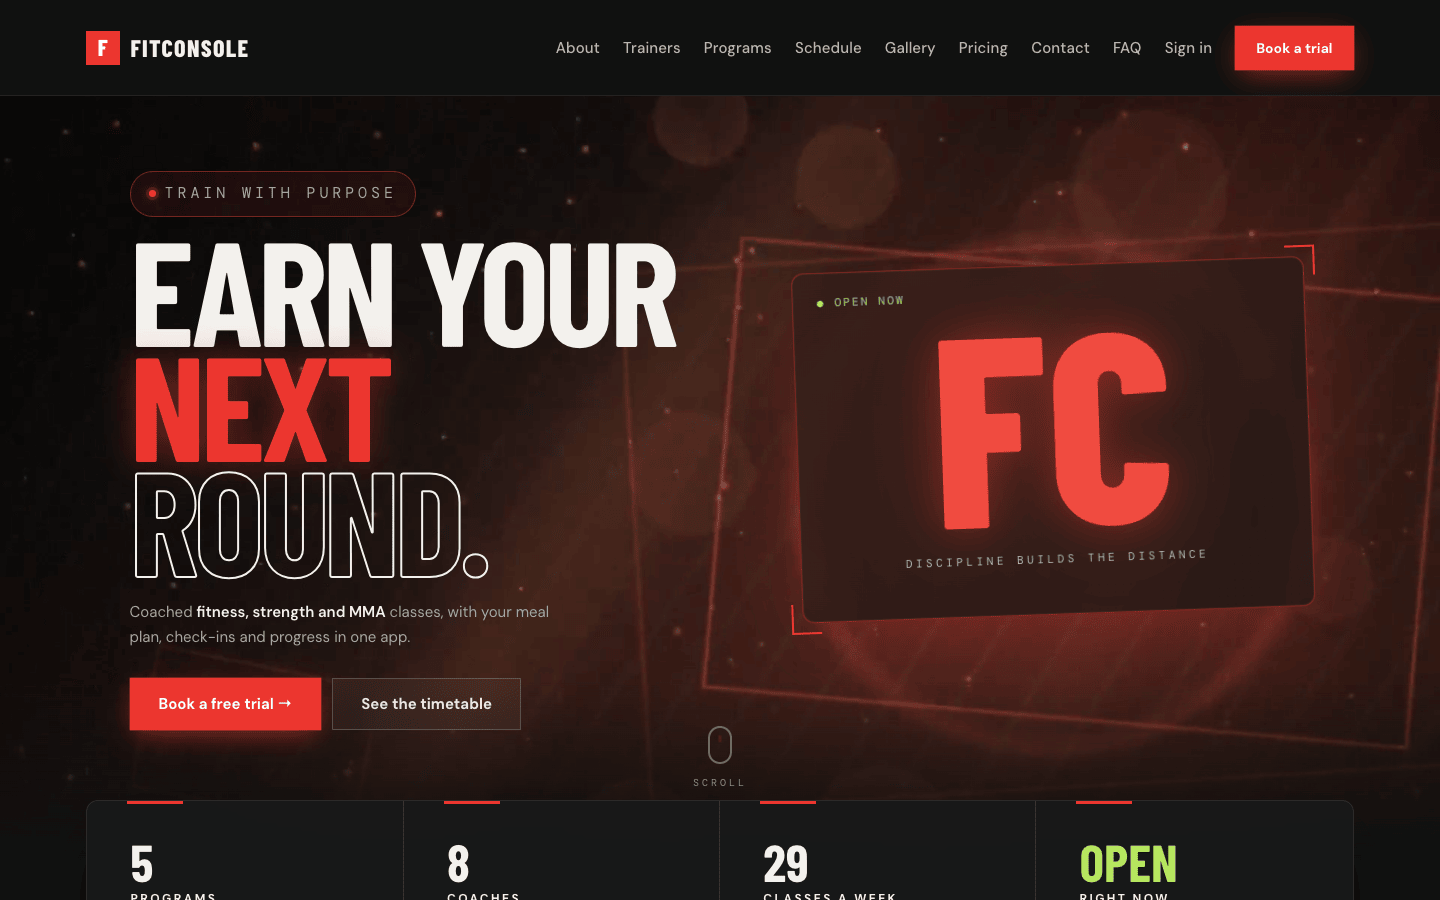 F FITCONSOLE
About Trainers Programs Schedule Gallery Pricing Contact FAQ Sign in Book a trial
TRAIN WITH PURPOSE
EARN YOUR
NEXT
ROUND.
Coached fitness, strength and MMA classes, with your meal
plan, check-ins and progress in one app.
Book a free trial → See the timetable
OPEN NOW
FC
DISCIPLINE BUILDS THE DISTANCE
SCROLL
5
PROGRAMS
8
COACHES
29
CLASSES A WEEK
OPEN
RIGHT NOW